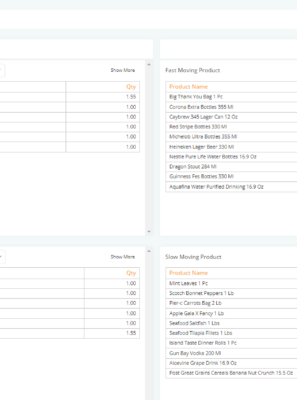 Show More
Qty
1.55
1.00
1.00
1.00
1.00
Fast Moving Product
Product Name
Big Thank You Bag 1 Pc
Corona Extra Bottles 355 Ml
Caybrew 345 Lager Can 12 Oz
Red Stripe Bottles 330 Ml
Michelob Ultra Bottles 355 Ml
Heineken Lager Beer 330 Ml
Nestle Pure Life Water Bottles 16.9 Oz
Dragon Stout 284 Ml
Guinness Fes Bottles 330 Ml
Aquafina Water Purified Drinking 16.9 Oz
Show More
Qty
1.00
1.00
1.00
1.00
1.00
1.55
Slow Moving Product
Product Name
Mint Leaves 1 Pc
Scotch Bonnet Peppers 1 Lb
Carrots Bag 2 Lb
Apple Gala X Fancy 1 Lb
Seafood Sailfish 1 Lbs
Seafood Tilapia Fillets 1 Lbs
Island Taste Dinner Rolls 1 Pc
Gun Bay Vodka 200 Ml
Aloevine Grape Drink 16.9 Oz
Post Great Grains Cereals Banana Nut Crunch 15.5 Oz